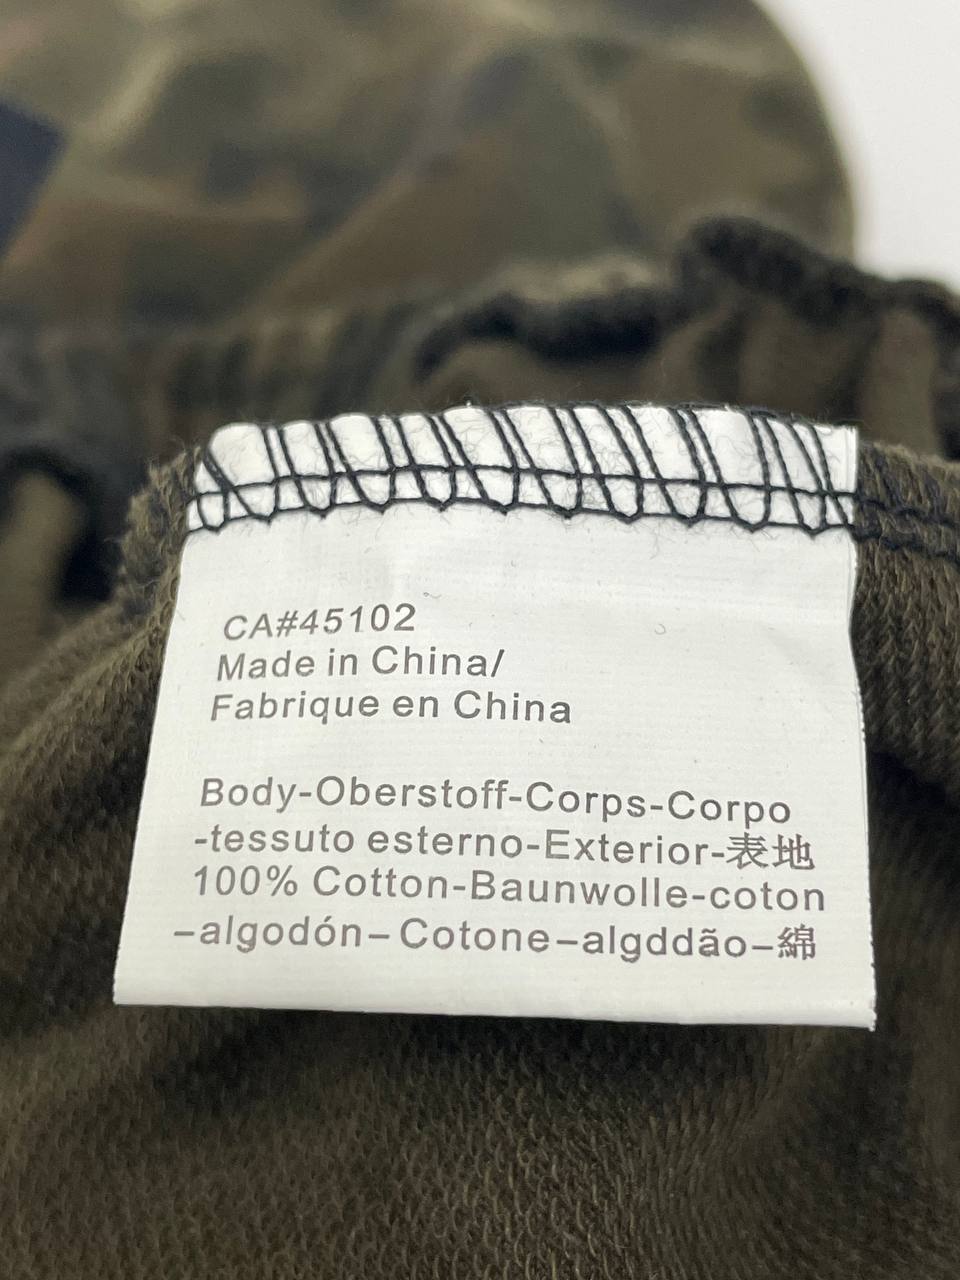 CA#45102
Made in China/
Fabrique en China
Body-Oberstoff-Corps-Corpo
-tessuto esterno-Exterior-表地
100% Cotton-Baunwolle-coton
-algodón-Cotone-algddão-綿